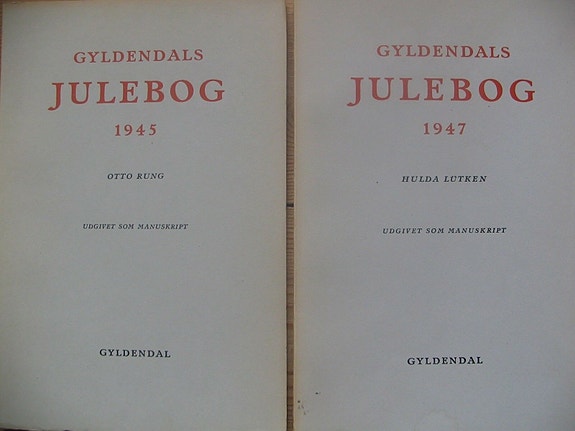 GYLDENDALS
JULEBOG
1945
OTTO RUNG
UDGIVET SOM MANUSKRIPT
GYLDENDAL
GYLDENDALS
JULEBOG
1947
HULDA LÜTKEN
UDGIVET SOM MANUSKRIPT
GYLDENDAL